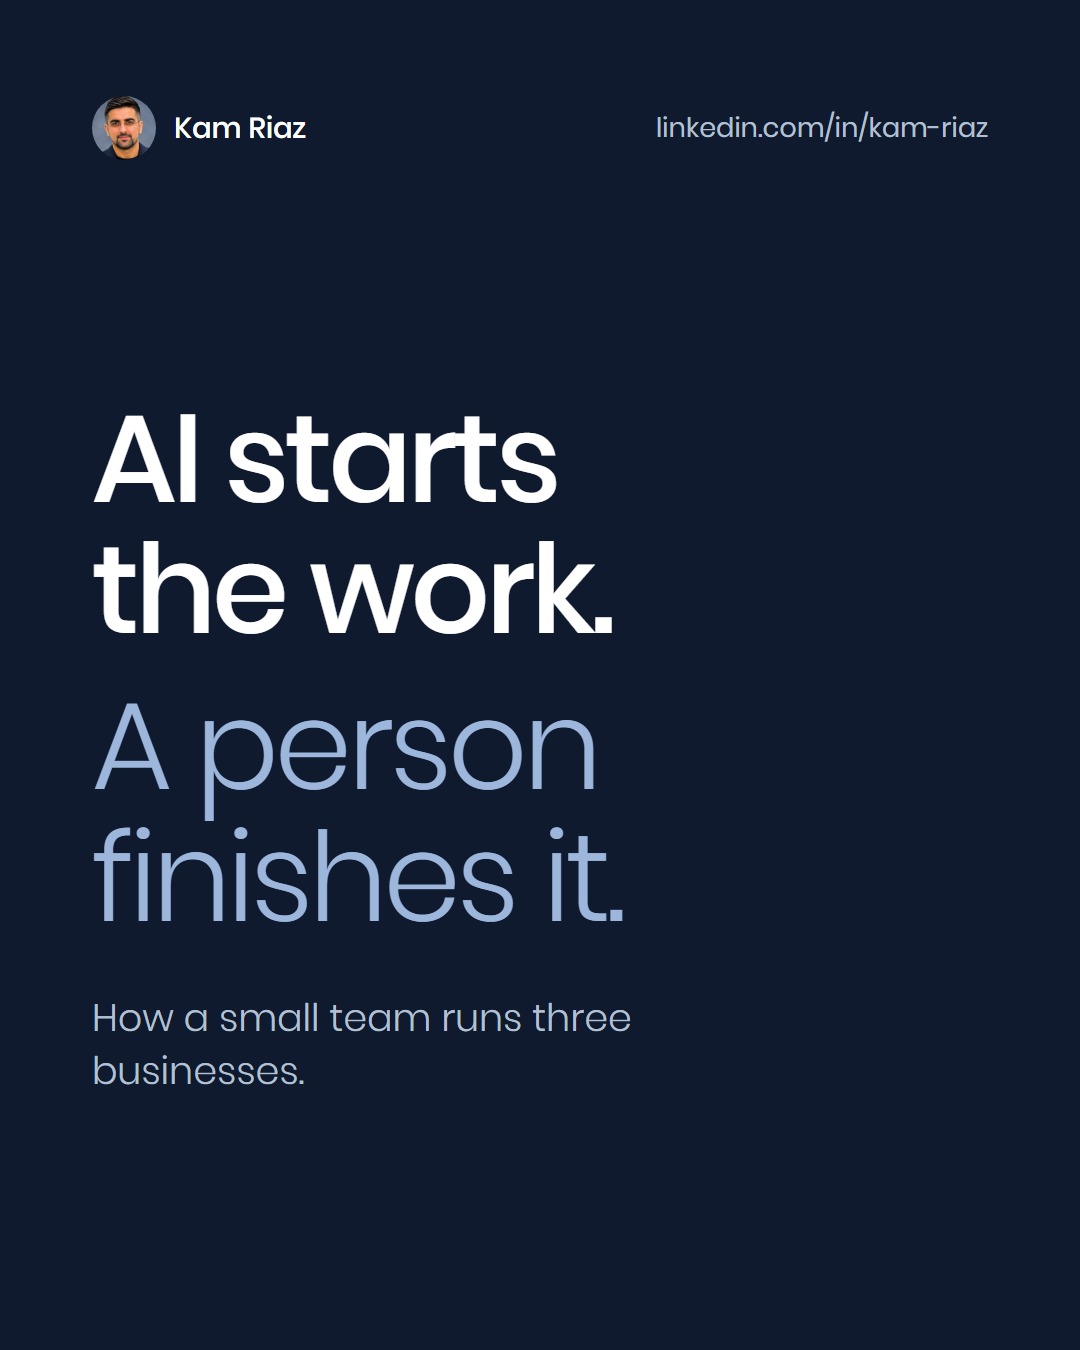 Kam Riaz
linkedin.com/in/kam-riaz
AI starts
the work.
A person
finishes it.
How a small team runs three
businesses.